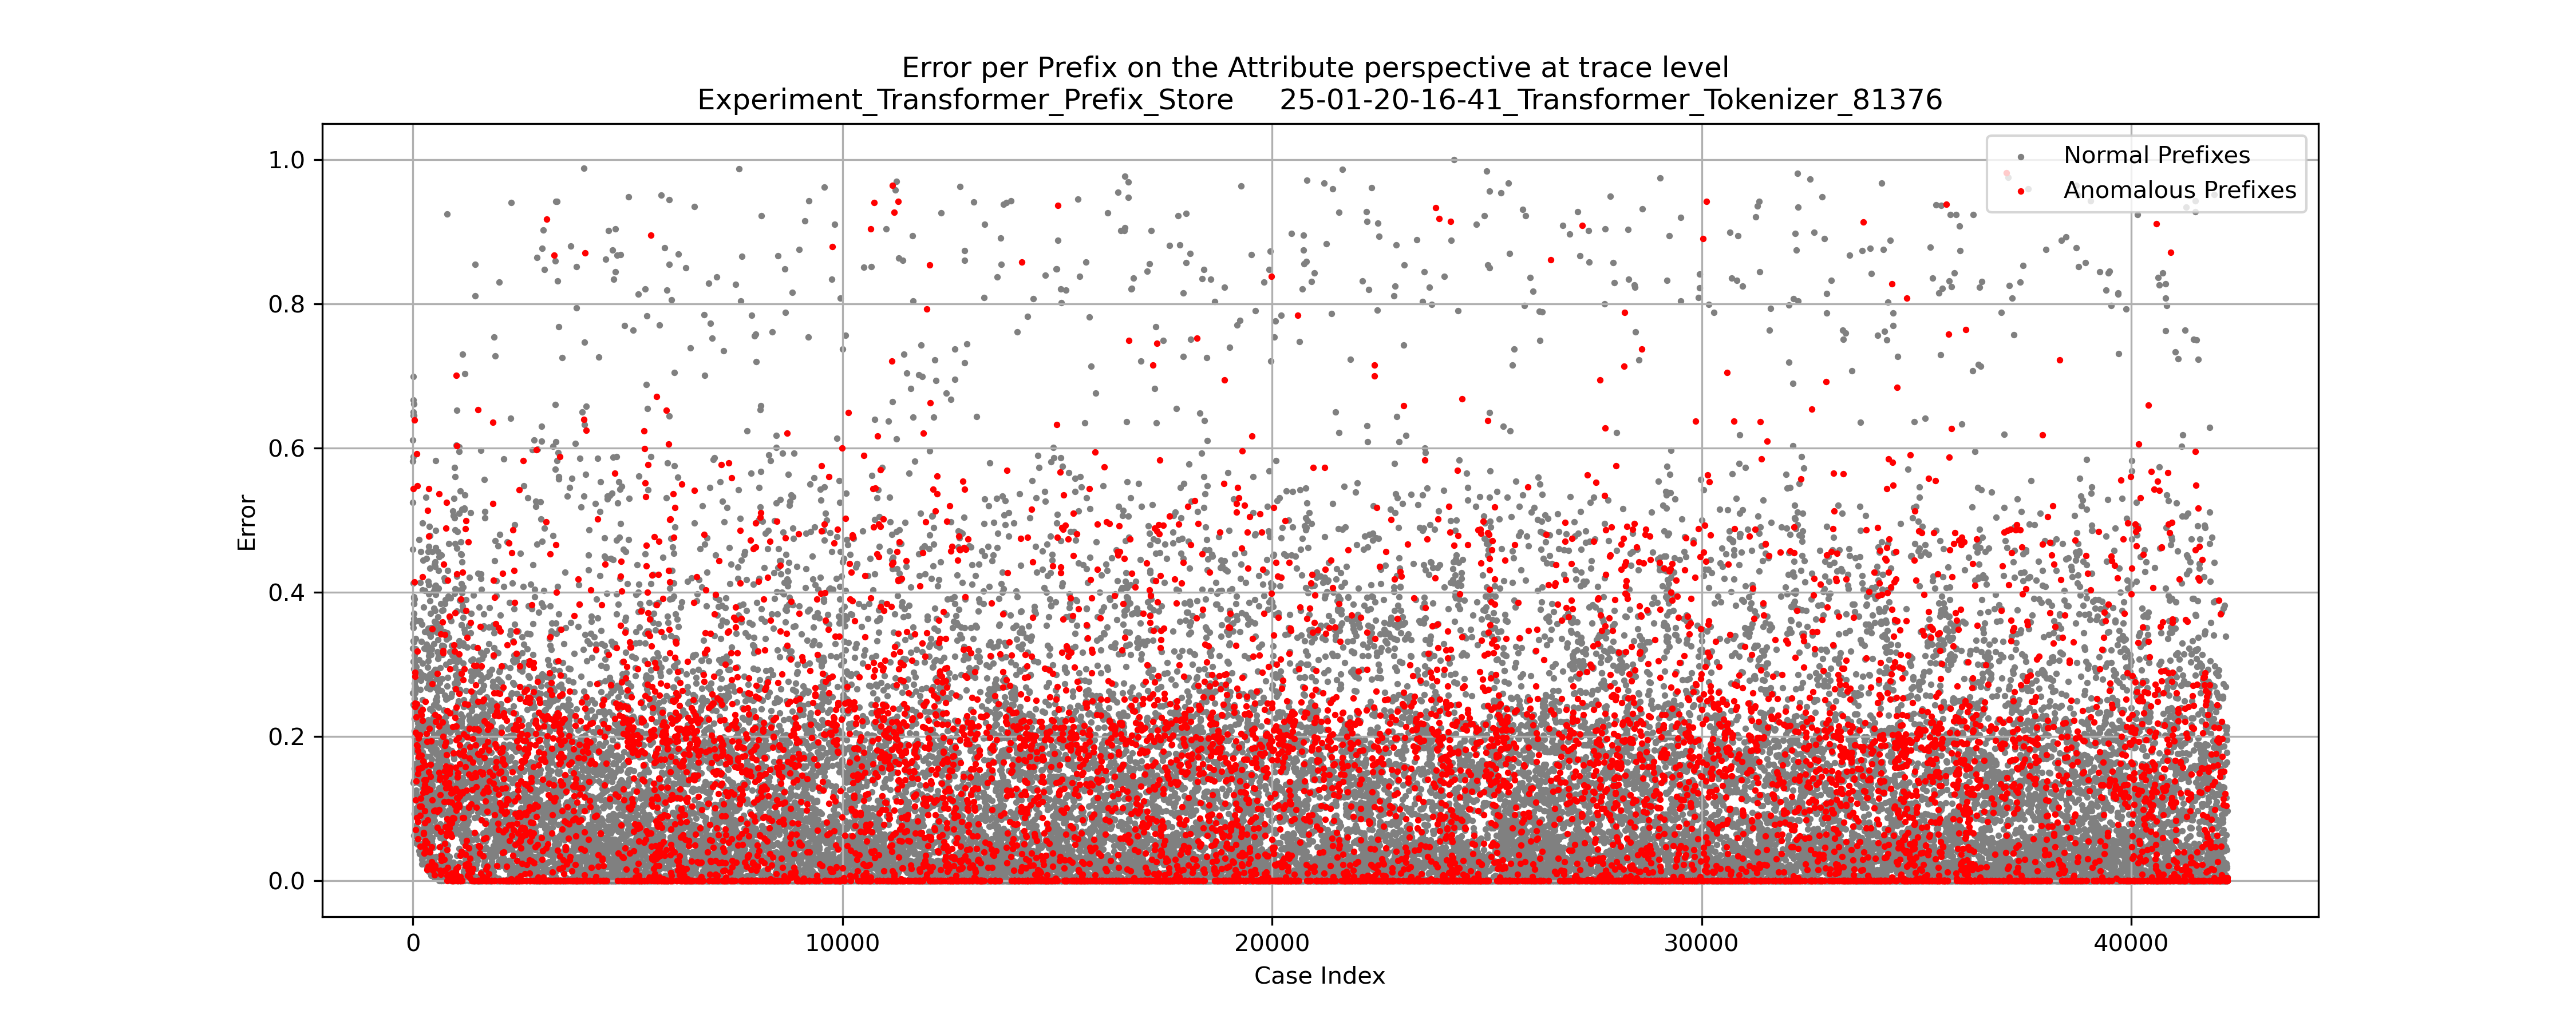 Error per Prefix on the Attribute perspective at trace level
Experiment_Transformer_Prefix_Store 25-01-20-16-41_Transformer_Tokenizer_81376
Normal Prefixes
Anomalous Prefixes
1.0
0.8
0.6
0.4
0.2
0.0
Error
0 10000 20000 30000 40000
Case Index